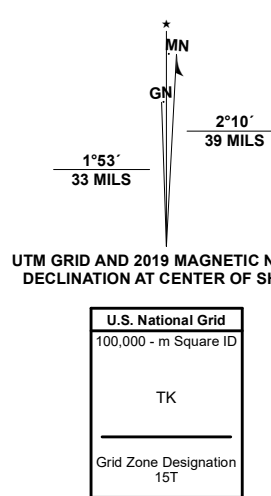 MN
GN
2°10´
39 MILS
1°53´
33 MILS
UTM GRID AND 2019 MAGNETIC
DECLINATION AT CENTER OF
U.S. National Grid
100,000 - m Square ID
TK
Grid Zone Designation
15T